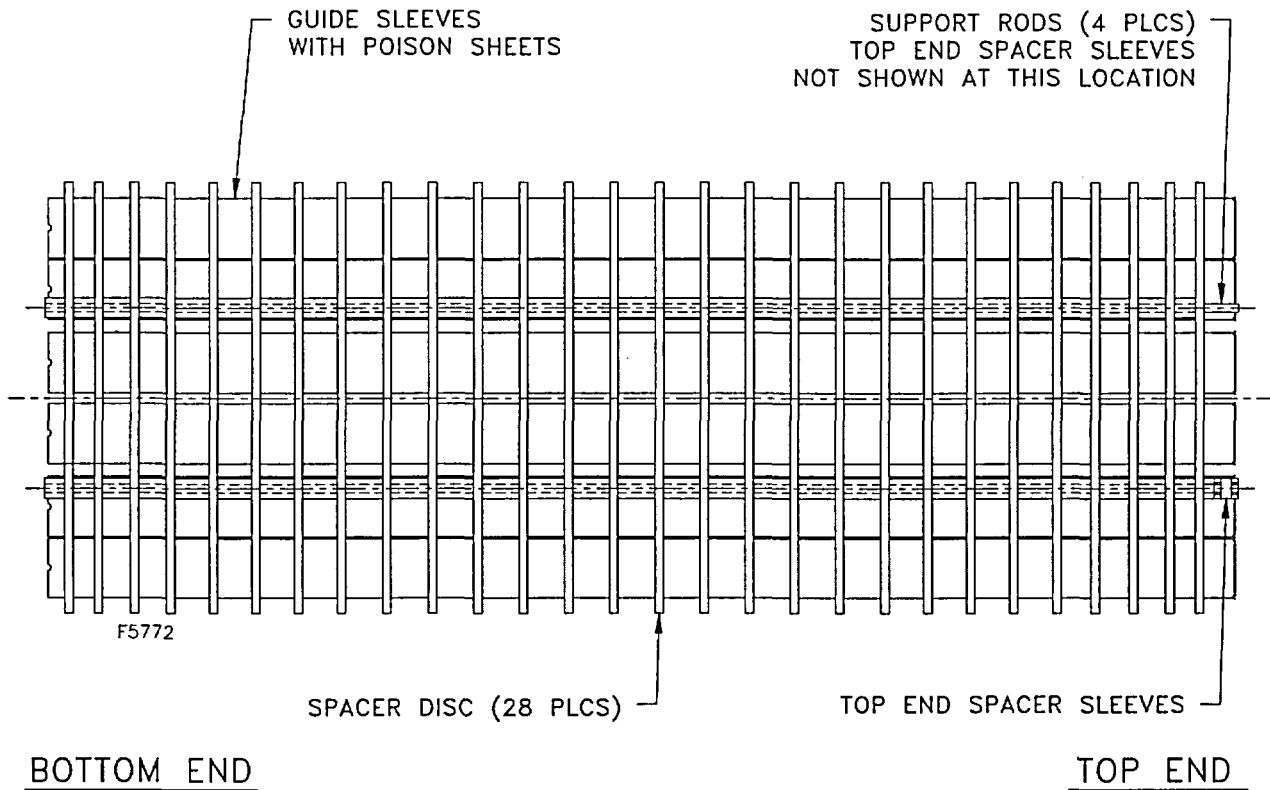 GUIDE SLEEVES
WITH POISON SHEETS
SUPPORT RODS (4 PLCS)
TOP END SPACER SLEEVES
NOT SHOWN AT THIS LOCATION
F5772
SPACER DISC (28 PLCS)
TOP END SPACER SLEEVES
BOTTOM END
TOP END